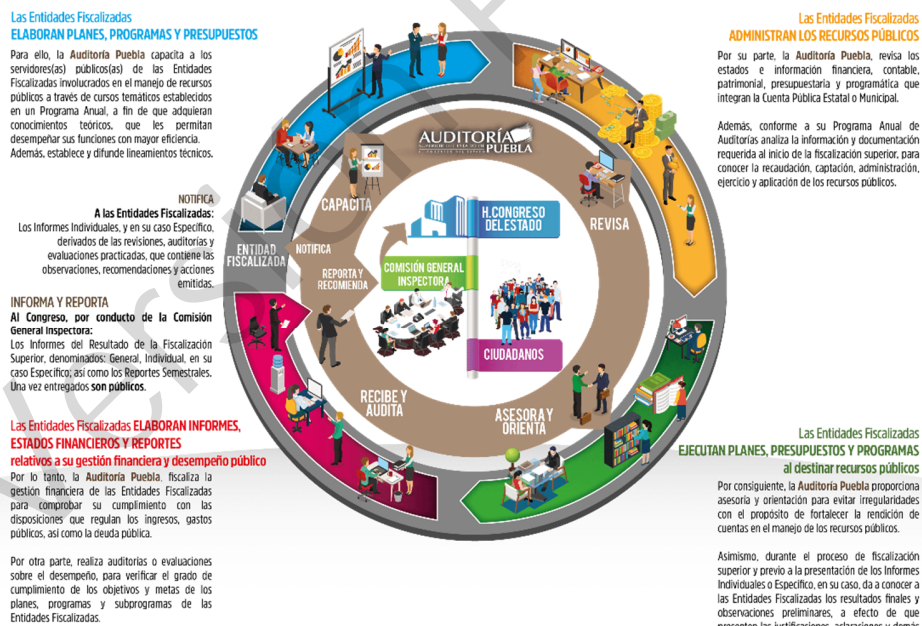 Las Entidades Fiscalizadas
ELABORAN PLANES, PROGRAMAS Y PRESUPUESTOS
Para ello, la Auditoría Puebla capacita a los
servidores(as) públicos(as) de las Entidades
Fiscalizadas involucrados en el manejo de recursos
públicos a través de cursos temáticos establecidos
en un Programa Anual, a fin de que adquieran
conocimientos teóricos, que les permitan
desempeñar sus funciones con mayor eficiencia.
Además, establece y difunde lineamientos técnicos.
NOTIFICA
A las Entidades Fiscalizadas:
Los Informes Individuales, y en su caso Específico,
derivados de las revisiones, auditorías y
evaluaciones practicadas, que contiene las
observaciones, recomendaciones y acciones
emitidas.
INFORMA Y REPORTA
Al Congreso, por conducto de la Comisión
General Inspectora:
Los Informes del Resultado de la Fiscalización
Superior, denominados: General, Individual, en su
caso Específico; así como los Reportes Semestrales.
Una vez entregados son públicos.
Las Entidades Fiscalizadas ELABORAN INFORMES,
ESTADOS FINANCIEROS Y REPORTES
relativos a su gestión financiera y desempeño público
Por lo tanto, la Auditoría Puebla, fiscaliza la
gestión financiera de las Entidades Fiscalizadas
para comprobar su cumplimiento con las
disposiciones que regulan los ingresos, gastos
públicos, así como la deuda pública.
Por otra parte, realiza auditorías o evaluaciones
sobre el desempeño, para verificar el grado de
cumplimiento de los objetivos y metas de los
planes, programas y subprogramas de las
Entidades Fiscalizadas.
AUDITORÍA
PUEBLA
CAPACITA
REVISA
H.CONGRESO
DEL ESTADO
ENTIDAD
FISCALIZADA
NOTIFICA
REPORTA Y
RECOMIENDA
COMISIÓN GENERAL
INSPECTORA
CIUDADANOS
RECIBE Y
AUDITA
ASESORA Y
ORIENTA
Las Entidades Fiscalizadas
ADMINISTRAN LOS RECURSOS PÚBLICOS
Por su parte, la Auditoría Puebla, revisa los
estados e información financiera, contable,
patrimonial, presupuestaria y programática que
integran la Cuenta Pública Estatal o Municipal.
Además, conforme a su Programa Anual de
Auditorías analiza la información y documentación
requerida al inicio de la fiscalización superior, para
conocer la recaudación, captación, administración,
ejercicio y aplicación de los recursos públicos.
Las Entidades Fiscalizadas
EJECUTAN PLANES, PRESUPUESTOS Y PROGRAMAS
al destinar recursos públicos
Por consiguiente, la Auditoría Puebla proporciona
asesoría y orientación para evitar irregularidades
con el propósito de fortalecer la rendición de
cuentas en el manejo de los recursos públicos.
Asimismo, durante el proceso de fiscalización
superior y previo a la presentación de los Informes
Individuales o Específico, en su caso, da a conocer a
las Entidades Fiscalizadas los resultados finales y
observaciones preliminares, a efecto de que